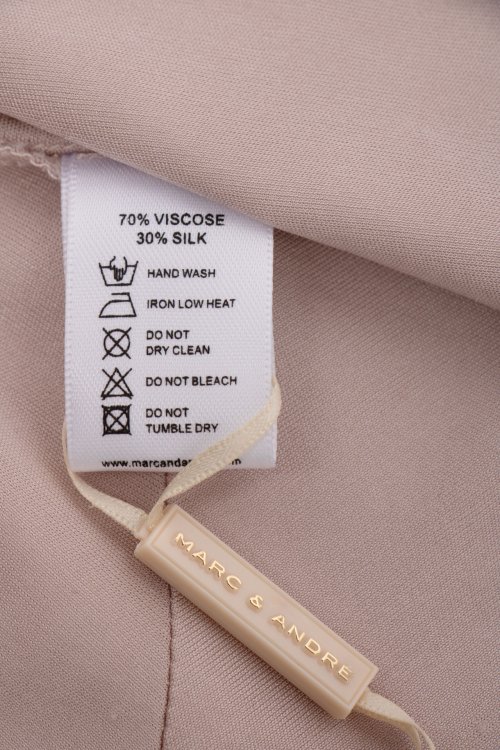 70% VISCOSE
30% SILK
HAND WASH
IRON LOW HEAT
DO NOT
DRY CLEAN
DO NOT BLEACH
DO NOT
TUMBLE DRY
MARC & ANDRE